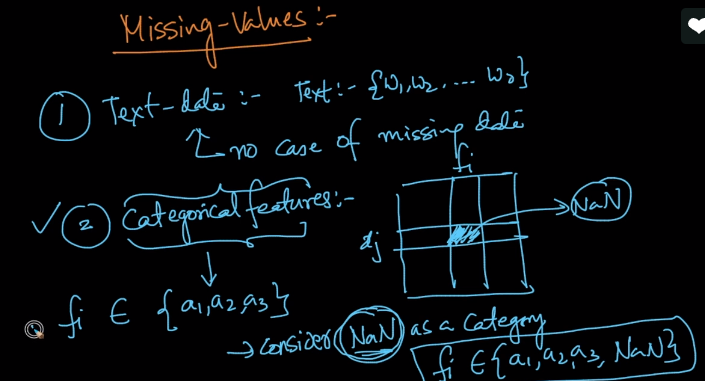 Missing-Values :-
1 Text-data :- Text :- {w1, w2, .... wd}
no case of missing data
fi
✓ 2 Categorical features :- NaN
dj
fi ∈ {a1, a2, a3}
→ consider NaN as a category
fi ∈ {a1, a2, a3, NaN}